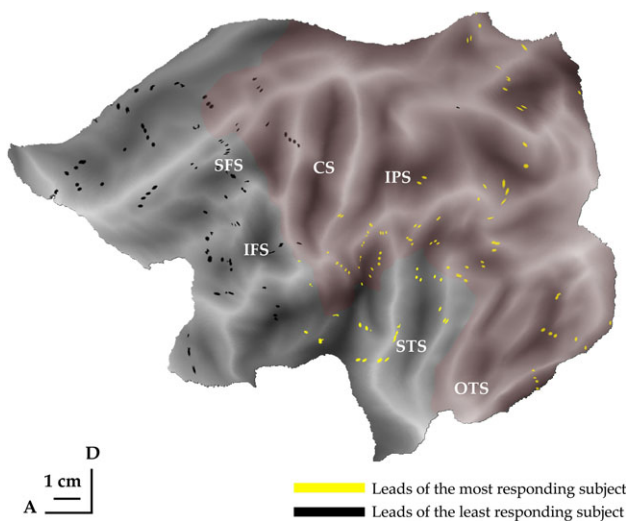 SFS
CS
IPS
IFS
STS
OTS
D
1 cm
A
Leads of the most responding subject
Leads of the least responding subject